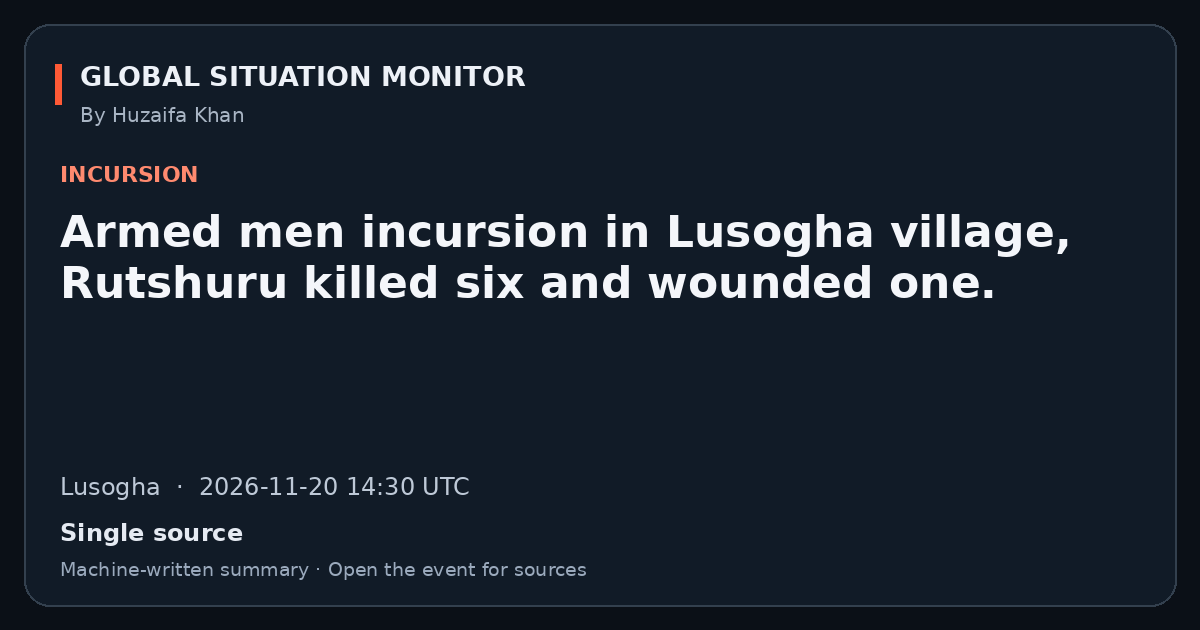 GLOBAL SITUATION MONITOR
By Huzaifa Khan
INCURSION
Armed men incursion in Lusogha village,
Rutshuru killed six and wounded one.
Lusogha · 2026-11-20 14:30 UTC
Single source
Machine-written summary · Open the event for sources